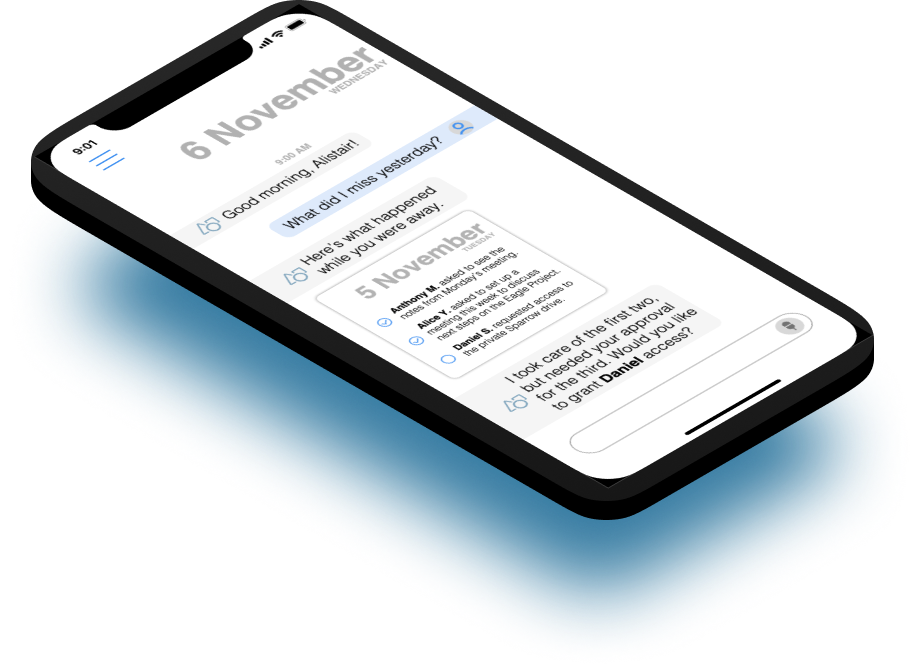 9:01
6 November
WEDNESDAY
9:00 AM
Good morning, Alistair!
What did I miss yesterday?
Here's what happened
while you were away.
5 November
TUESDAY
Anthony M. asked to see the
notes from Monday's meeting.
Alice Y. asked to set up a
meeting this week to discuss
next steps on the Eagle Project.
Daniel S. requested access to
the private Sparrow drive.
I took care of the first two,
but needed your approval
for the third. Would you like
to grant Daniel access?